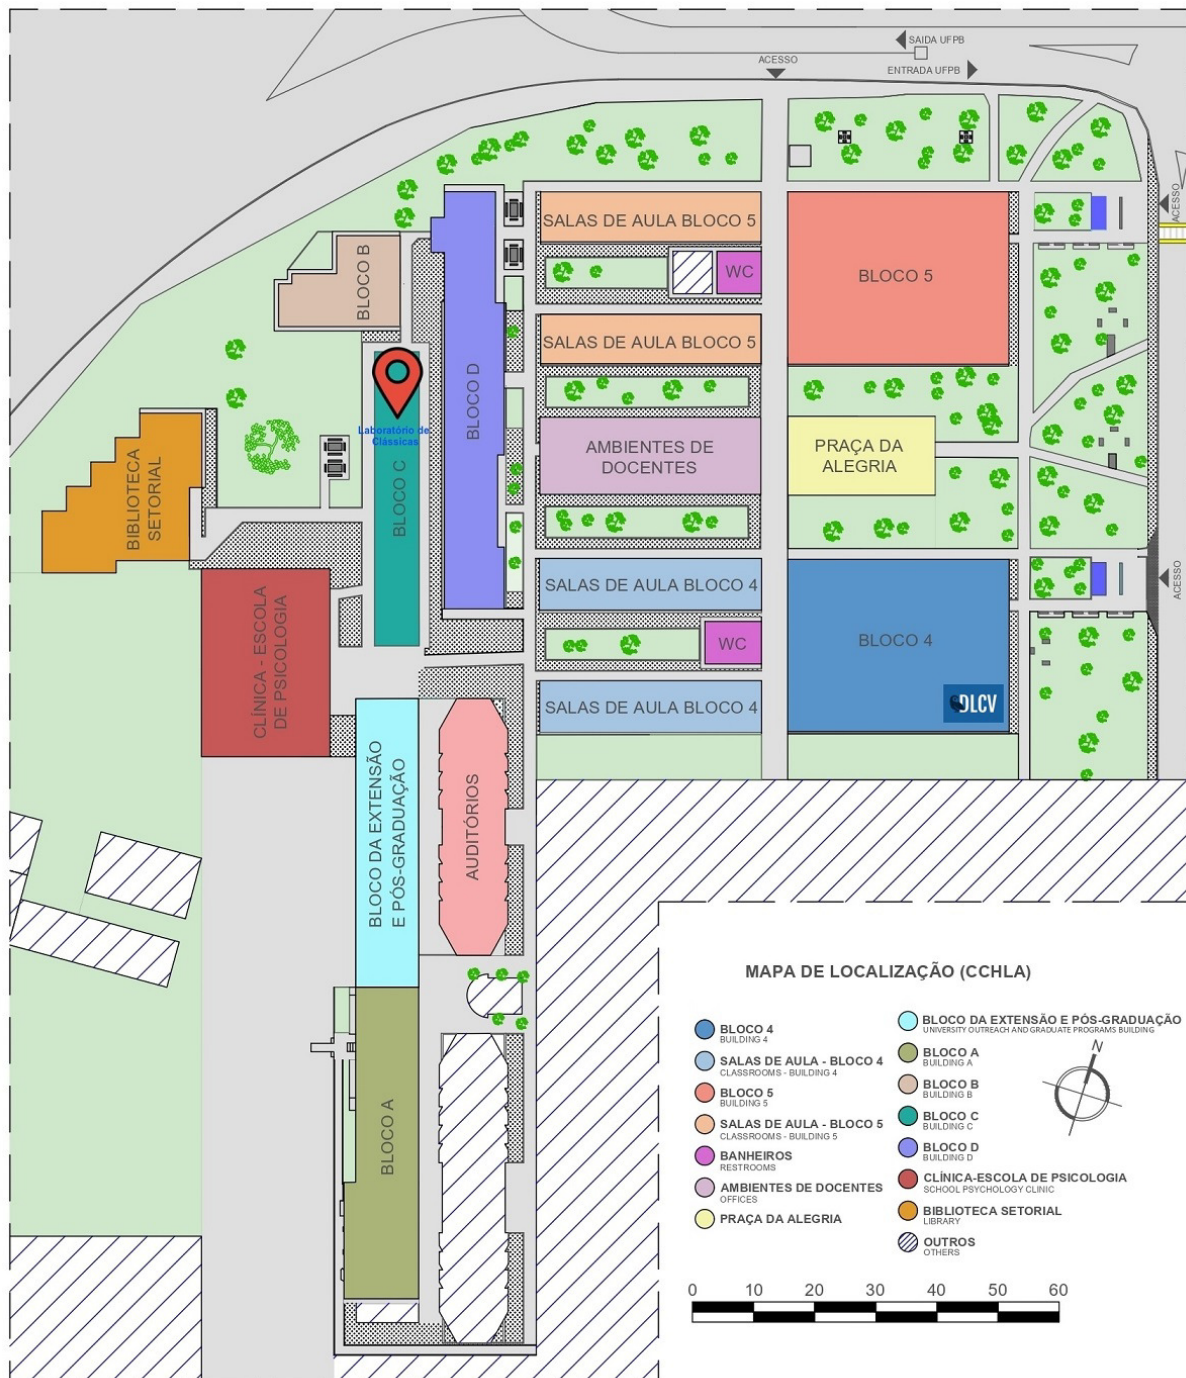 SAIDA UFPB
ACESSO
ENTRADA UFPB
ACESSO
SALAS DE AULA BLOCO 5
BLOCO 5
WC
BLOCO B
SALAS DE AULA BLOCO 5
BLOCO D
Laboratório de
Clássicas
AMBIENTES DE
DOCENTES
PRAÇA DA
ALEGRIA
BIBLIOTECA
SETORIAL
BLOCO C
SALAS DE AULA BLOCO 4
ACESSO
CLÍNICA - ESCOLA
DE PSICOLOGIA
WC
BLOCO 4
SALAS DE AULA BLOCO 4
DLCV
BLOCO DA EXTENSÃO
E PÓS-GRADUAÇÃO
AUDITÓRIOS
BLOCO A
MAPA DE LOCALIZAÇÃO (CCHLA)
BLOCO 4
BUILDING 4
SALAS DE AULA - BLOCO 4
CLASSROOMS - BUILDING 4
BLOCO 5
BUILDING 5
SALAS DE AULA - BLOCO 5
CLASSROOMS - BUILDING 5
BANHEIROS
RESTROOMS
AMBIENTES DE DOCENTES
OFFICES
PRAÇA DA ALEGRIA
BLOCO DA EXTENSÃO E PÓS-GRADUAÇÃO
UNIVERSITY OUTREACH AND GRADUATE PROGRAMS BUILDING
BLOCO A
BUILDING A
BLOCO B
BUILDING B
BLOCO C
BUILDING C
BLOCO D
BUILDING D
CLÍNICA-ESCOLA DE PSICOLOGIA
SCHOOL PSYCHOLOGY CLINIC
BIBLIOTECA SETORIAL
LIBRARY
OUTROS
OTHERS
N
0 10 20 30 40 50 60